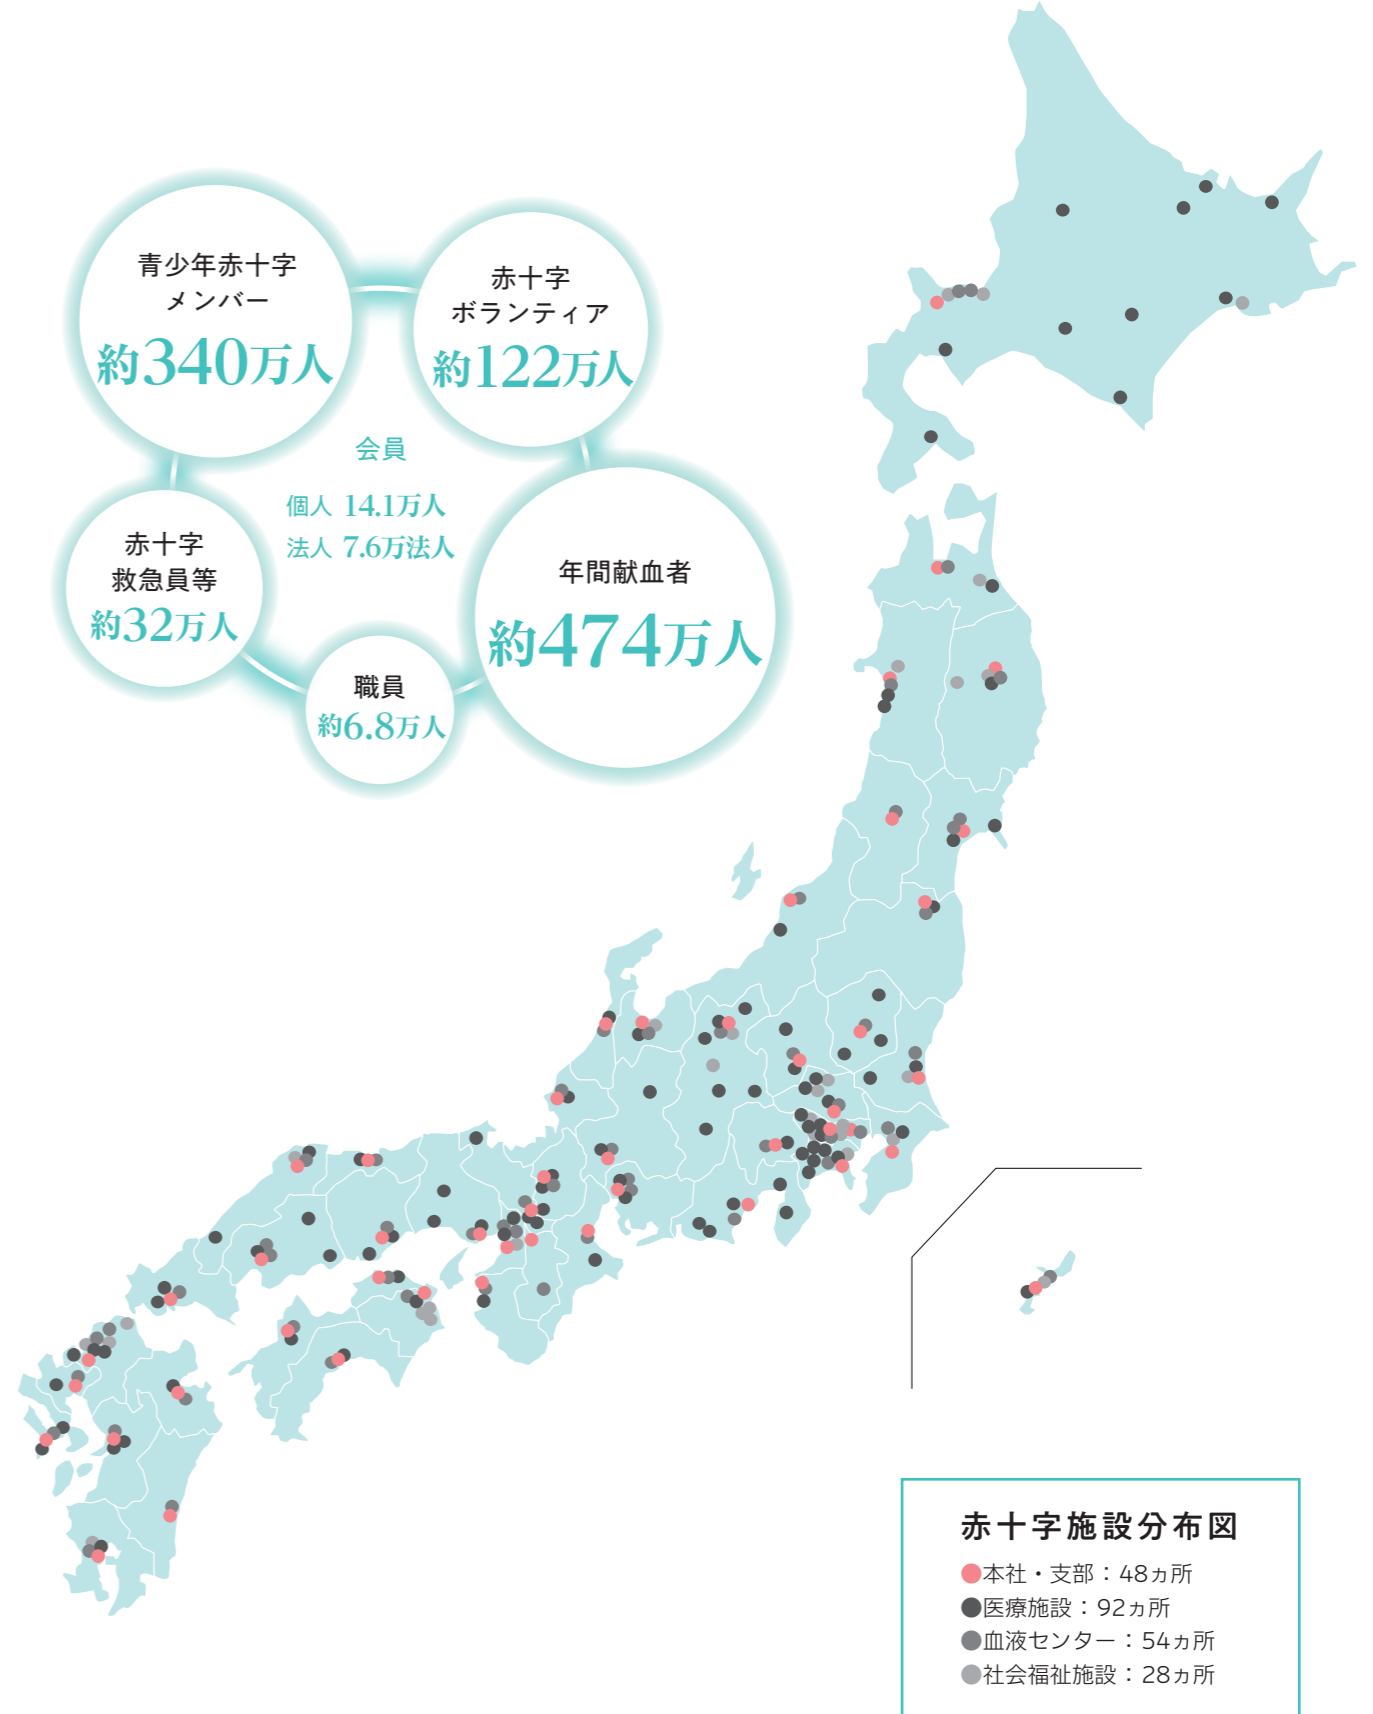 青少年赤十字
メンバー
約340万人
赤十字
ボランティア
約122万人
会員
個人 14.1万人
法人 7.6万法人
赤十字
救急員等
約32万人
年間献血者
約474万人
職員
約6.8万人
赤十字施設分布図
●本社・支部：48ヵ所
●医療施設：92ヵ所
●血液センター：54ヵ所
●社会福祉施設：28ヵ所